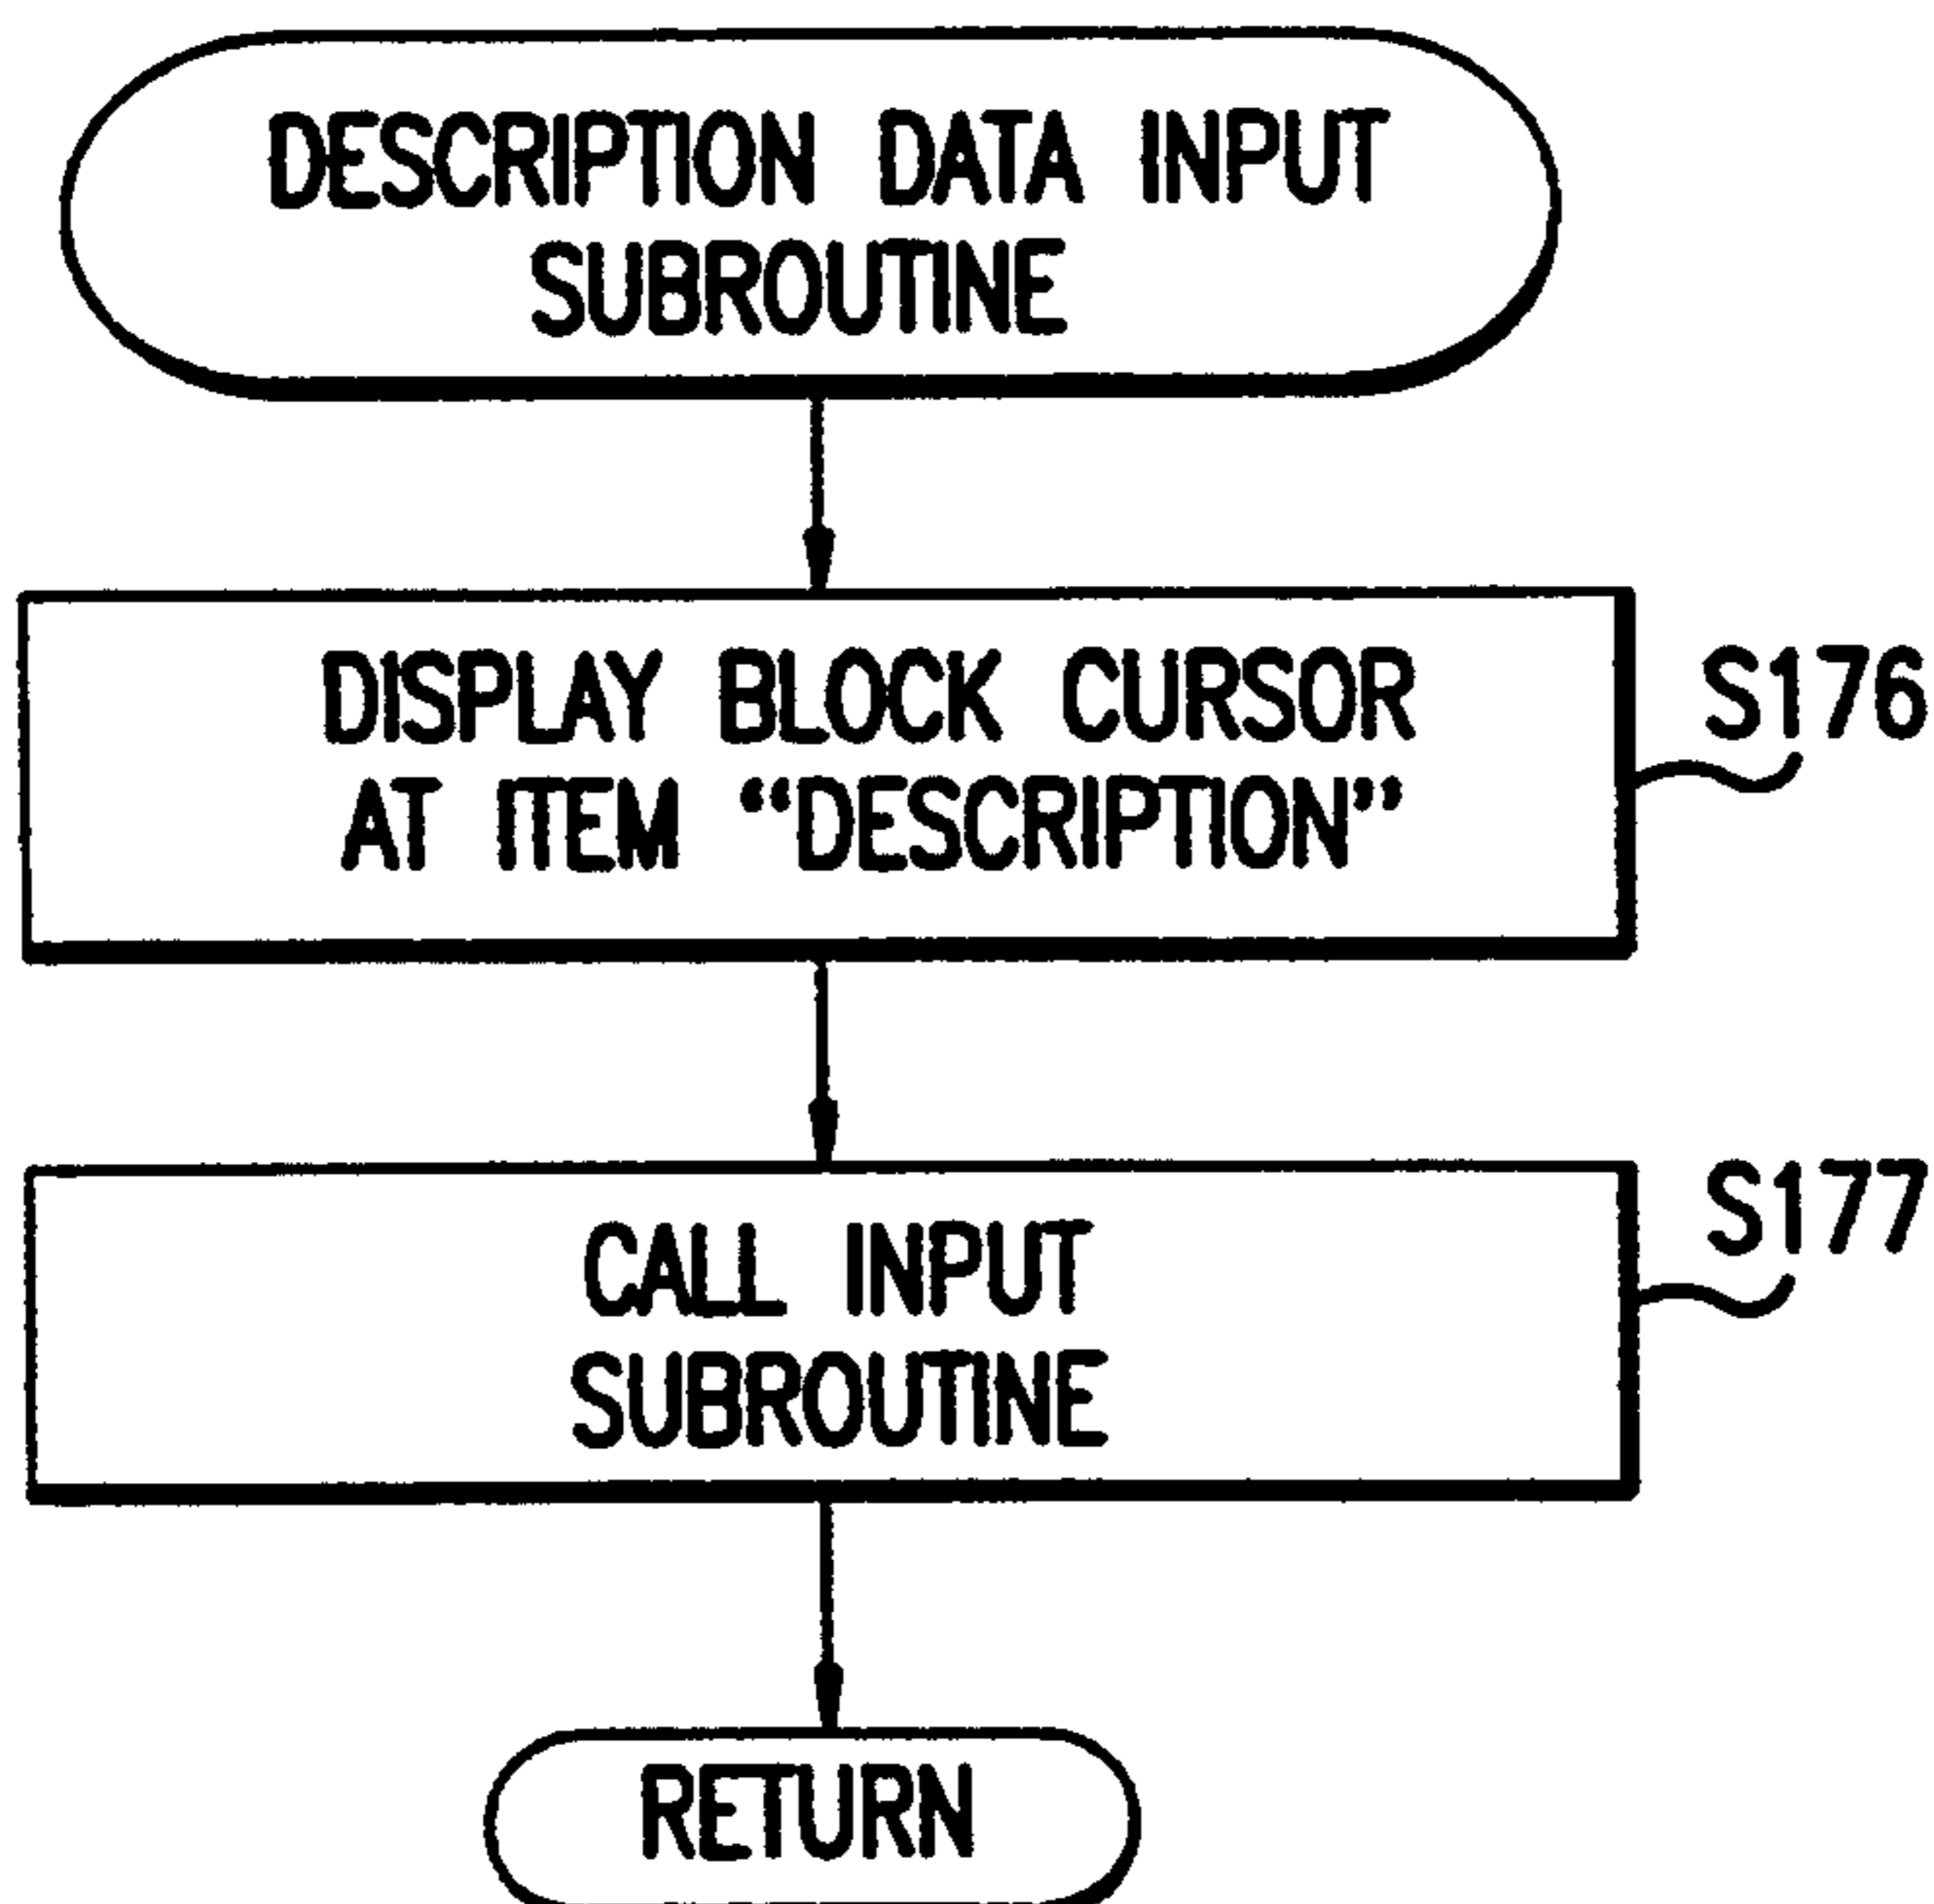 DESCRIPTION DATA INPUT
SUBROUTINE
DISPLAY BLOCK CURSOR
AT ITEM “DESCRIPTION”
S176
CALL INPUT
SUBROUTINE
S177
RETURN